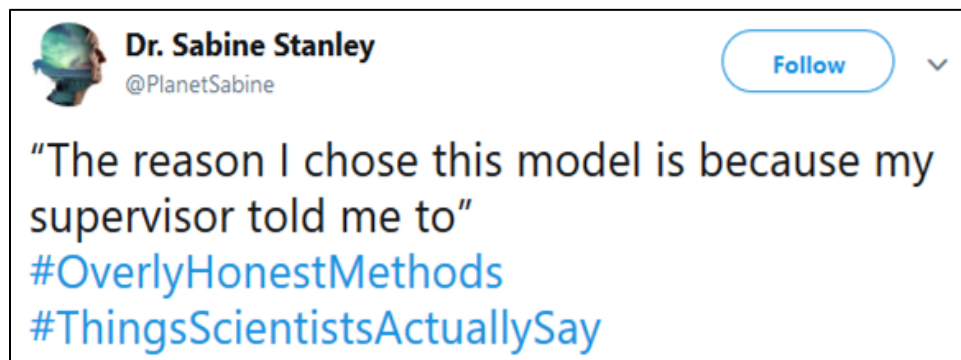 Dr. Sabine Stanley
@PlanetSabine
Follow
“The reason I chose this model is because my
supervisor told me to”
#OverlyHonestMethods
#ThingsScientistsActuallySay